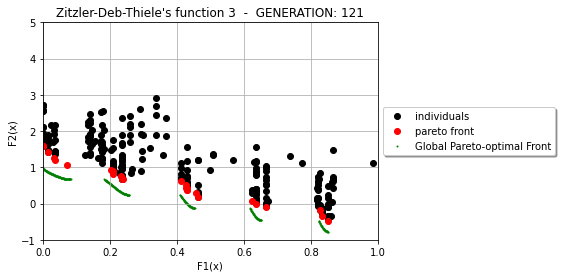 Zitzler-Deb-Thiele's function 3  -  GENERATION: 121
5
4
3
2
1
0
−1
F2(x)
0.0 0.2 0.4 0.6 0.8 1.0
F1(x)
individuals
pareto front
Global Pareto-optimal Front